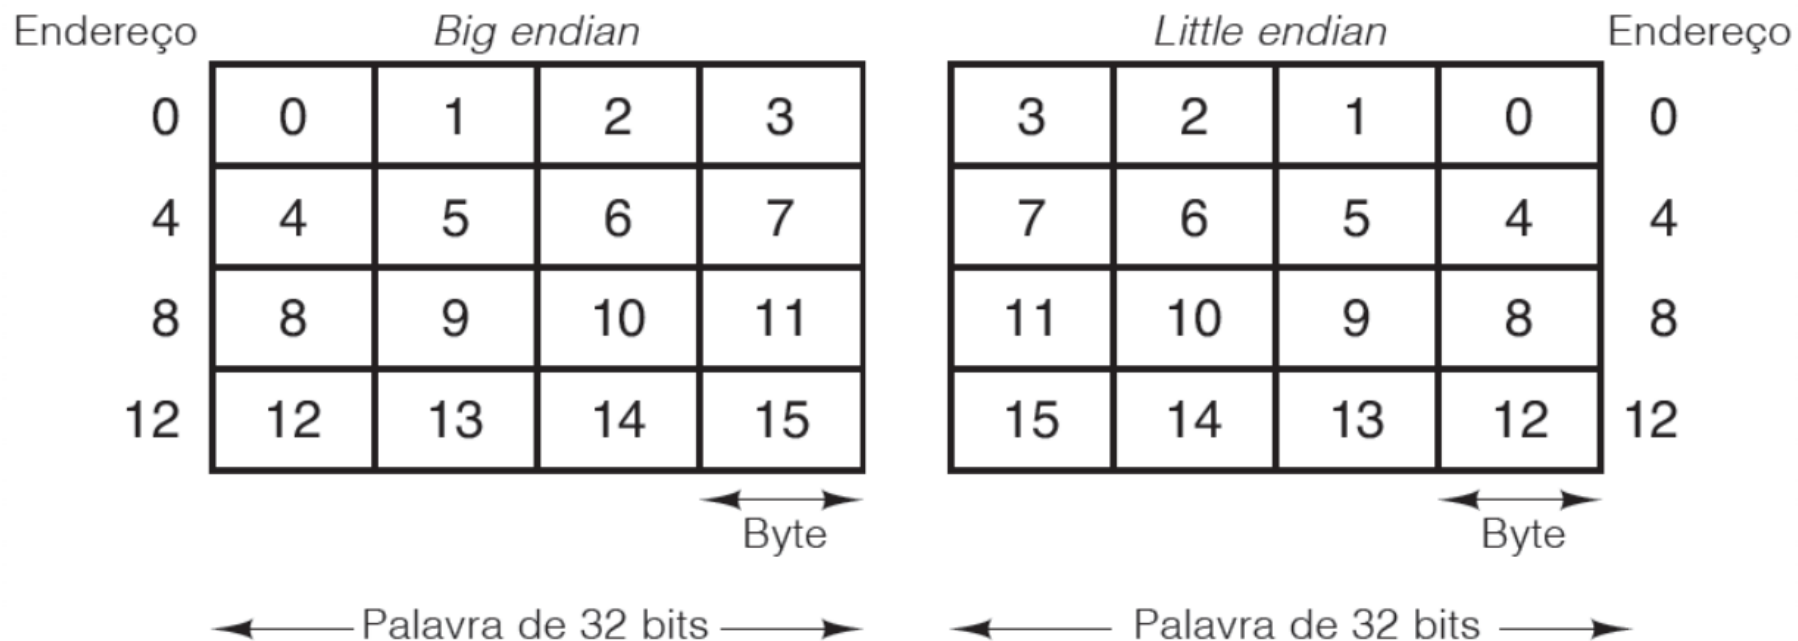 Endereço Big endian Little endian Endereço
0 0 1 2 3 3 2 1 0 0
4 4 5 6 7 7 6 5 4 4
8 8 9 10 11 11 10 9 8 8
12 12 13 14 15 15 14 13 12 12
Byte Byte
Palavra de 32 bits Palavra de 32 bits